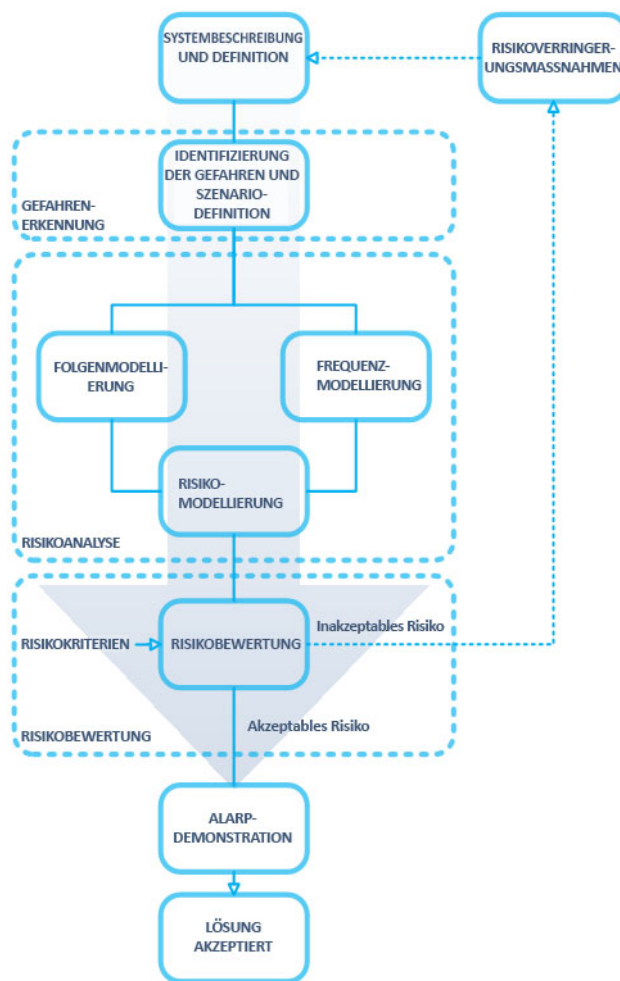 SYSTEMBESCHREIBUNG
UND DEFINITION
RISIKOVERRINGER-
UNGSMASSNAHMEN
IDENTIFIZIERUNG
DER GEFAHREN UND
SZENARIO-
DEFINITION
GEFAHREN-
ERKENNUNG
FOLGENMODELLI-
ERUNG
FREQUENZ-
MODELLIERUNG
RISIKO-
MODELLIERUNG
RISIKOANALYSE
Inakzeptables Risiko
RISIKOKRITERIEN
RISIKOBEWERTUNG
Akzeptables Risiko
RISIKOBEWERTUNG
ALARP-
DEMONSTRATION
LÖSUNG
AKZEPTIERT